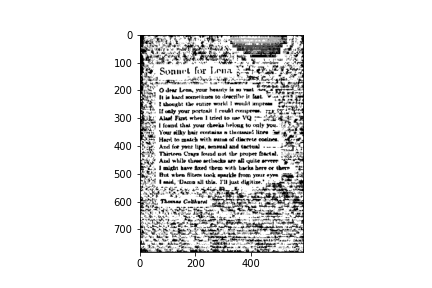 0
100
200
300
400
500
600
700
0
200
400
Sonnet for Lena
O dear Lena, your beauty is so vast
It is hard sometimes to describe it fast.
I thought the entire world I would impress
If only your portrait I could compress.
Alas! First when I tried to use VQ
I found that your cheeks belong to only you.
Your silky hair contains a thousand lines
Hard to match with sums of discrete cosines.
And for your lips, sensual and tactual
Thirteen Crays found not the proper fractal.
And while these setbacks are all quite severe
I might have fixed them with hacks here or there
But when filters took sparkle from your eyes
I said, 'Damn all this. I'll just digitize.'
Thomas Colthurst